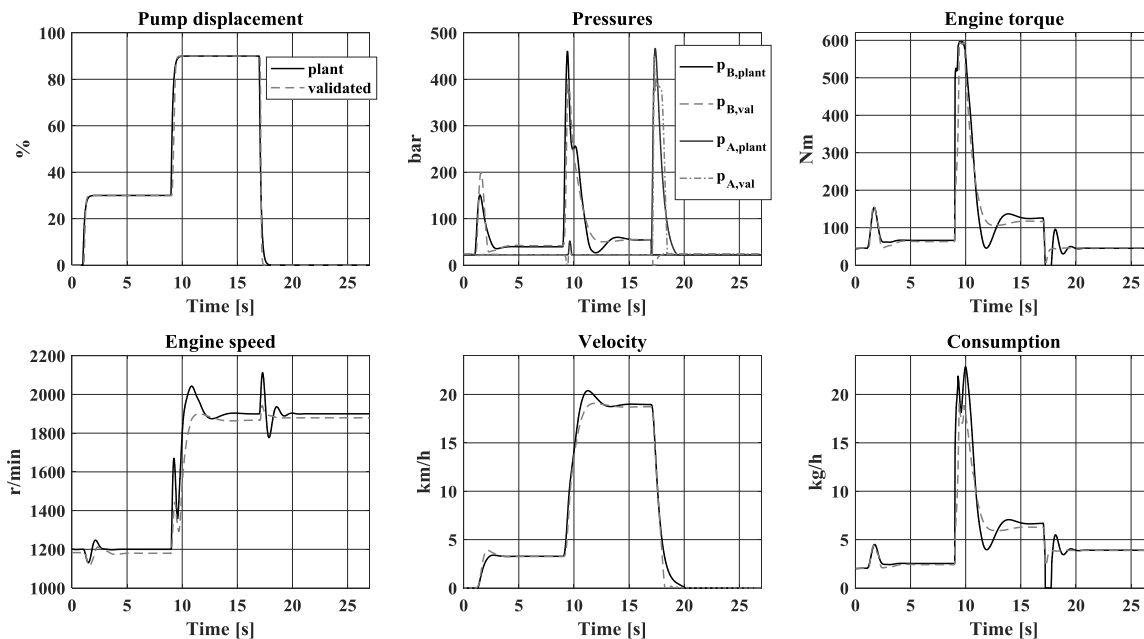 Pump displacement
100
80
60
40
20
0
%
plant
validated
0 5 10 15 20 25
Time [s]
Pressures
500
400
300
200
100
0
bar
pB,plant
pB,val
pA,plant
pA,val
0 5 10 15 20 25
Time [s]
Engine torque
600
500
400
300
200
100
0
Nm
0 5 10 15 20 25
Time [s]
Engine speed
2200
2000
1800
1600
1400
1200
1000
r/min
0 5 10 15 20 25
Time [s]
Velocity
20
15
10
5
0
km/h
0 5 10 15 20 25
Time [s]
Consumption
20
15
10
5
0
kg/h
0 5 10 15 20 25
Time [s]